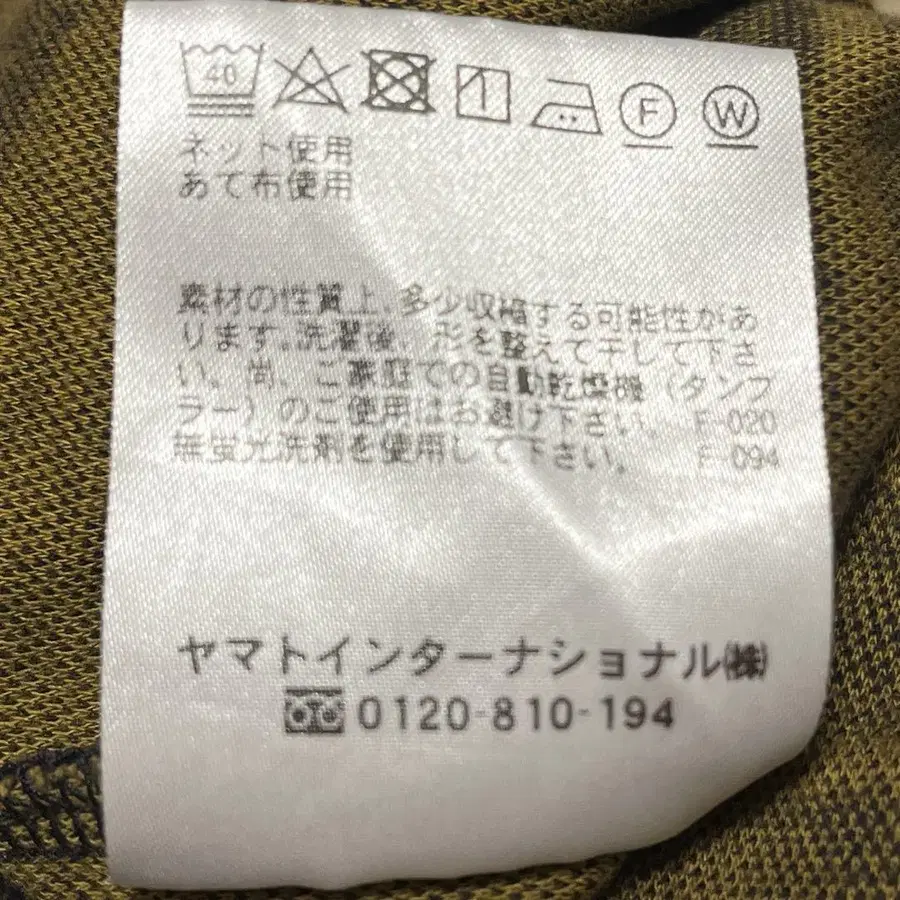 40 F W
ネット使用
あて布使用
素材の性質上、多少収縮する可能性があ
ります。洗濯後、形を整えて干して下さ
い。尚、ご家庭での自動乾燥機（タンブ
ラー）のご使用はお避け下さい。 F-020
無蛍光洗剤を使用して下さい。 F-094
ヤマトインターナショナル㈱
0120-810-194